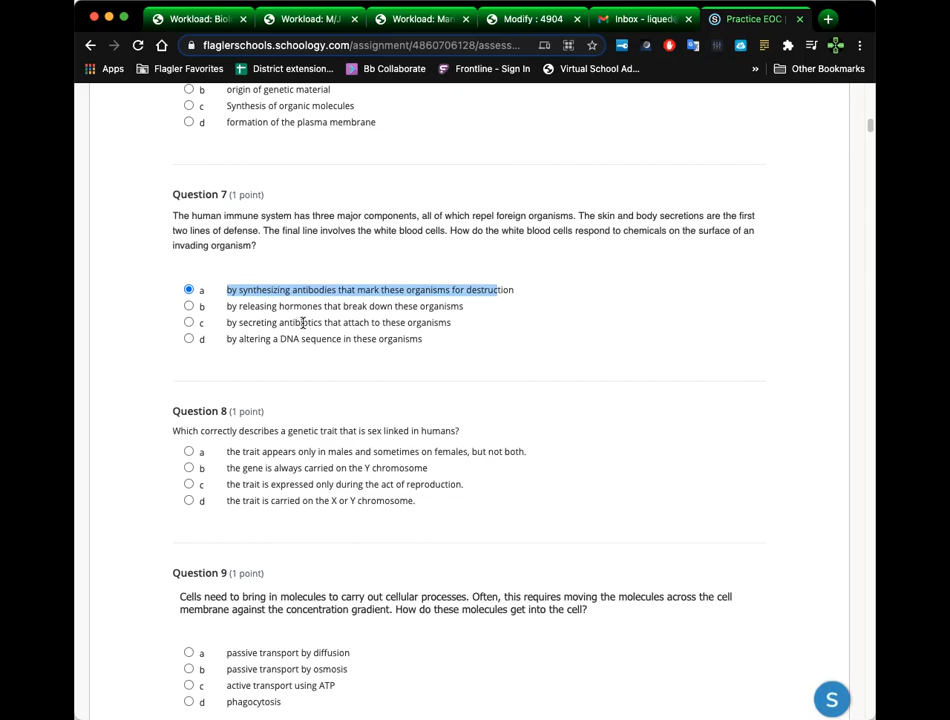 Workload: Biol
Workload: M/J
Workload: Mar
Modify : 4904
Inbox - liqued
Practice EOC
flaglerschools.schoology.com/assignment/4860706128/assess...
Apps
Flagler Favorites
District extension...
Bb Collaborate
Frontline - Sign In
Virtual School Ad...
»
Other Bookmarks
b origin of genetic material
c Synthesis of organic molecules
d formation of the plasma membrane
Question 7 (1 point)
The human immune system has three major components, all of which repel foreign organisms. The skin and body secretions are the first
two lines of defense. The final line involves the white blood cells. How do the white blood cells respond to chemicals on the surface of an
invading organism?
a by synthesizing antibodies that mark these organisms for destruction
b by releasing hormones that break down these organisms
c by secreting antibiotics that attach to these organisms
d by altering a DNA sequence in these organisms
Question 8 (1 point)
Which correctly describes a genetic trait that is sex linked in humans?
a the trait appears only in males and sometimes on females, but not both.
b the gene is always carried on the Y chromosome
c the trait is expressed only during the act of reproduction.
d the trait is carried on the X or Y chromosome.
Question 9 (1 point)
Cells need to bring in molecules to carry out cellular processes. Often, this requires moving the molecules across the cell
membrane against the concentration gradient. How do these molecules get into the cell?
a passive transport by diffusion
b passive transport by osmosis
c active transport using ATP
d phagocytosis
S